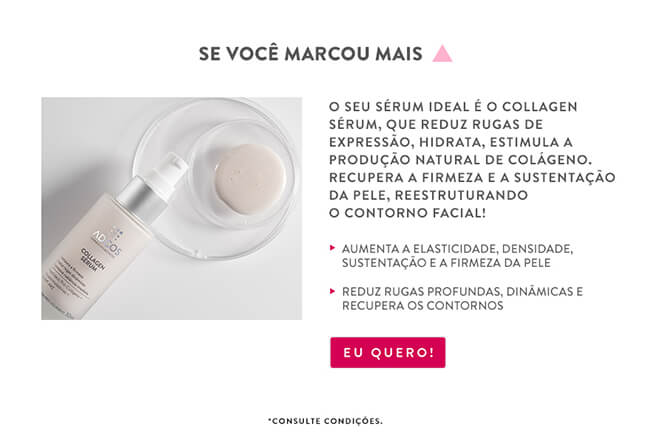 SE VOCÊ MARCOU MAIS
O SEU SÉRUM IDEAL É O COLLAGEN
SÉRUM, QUE REDUZ RUGAS DE
EXPRESSÃO, HIDRATA, ESTIMULA A
PRODUÇÃO NATURAL DE COLÁGENO.
RECUPERA A FIRMEZA E A SUSTENTAÇÃO
DA PELE, REESTRUTURANDO
O CONTORNO FACIAL!
AUMENTA A ELASTICIDADE, DENSIDADE,
SUSTENTAÇÃO E A FIRMEZA DA PELE
REDUZ RUGAS PROFUNDAS, DINÂMICAS E
RECUPERA OS CONTORNOS
EU QUERO!
ADCOS
COLLAGEN
SERUM
*CONSULTE CONDIÇÕES.